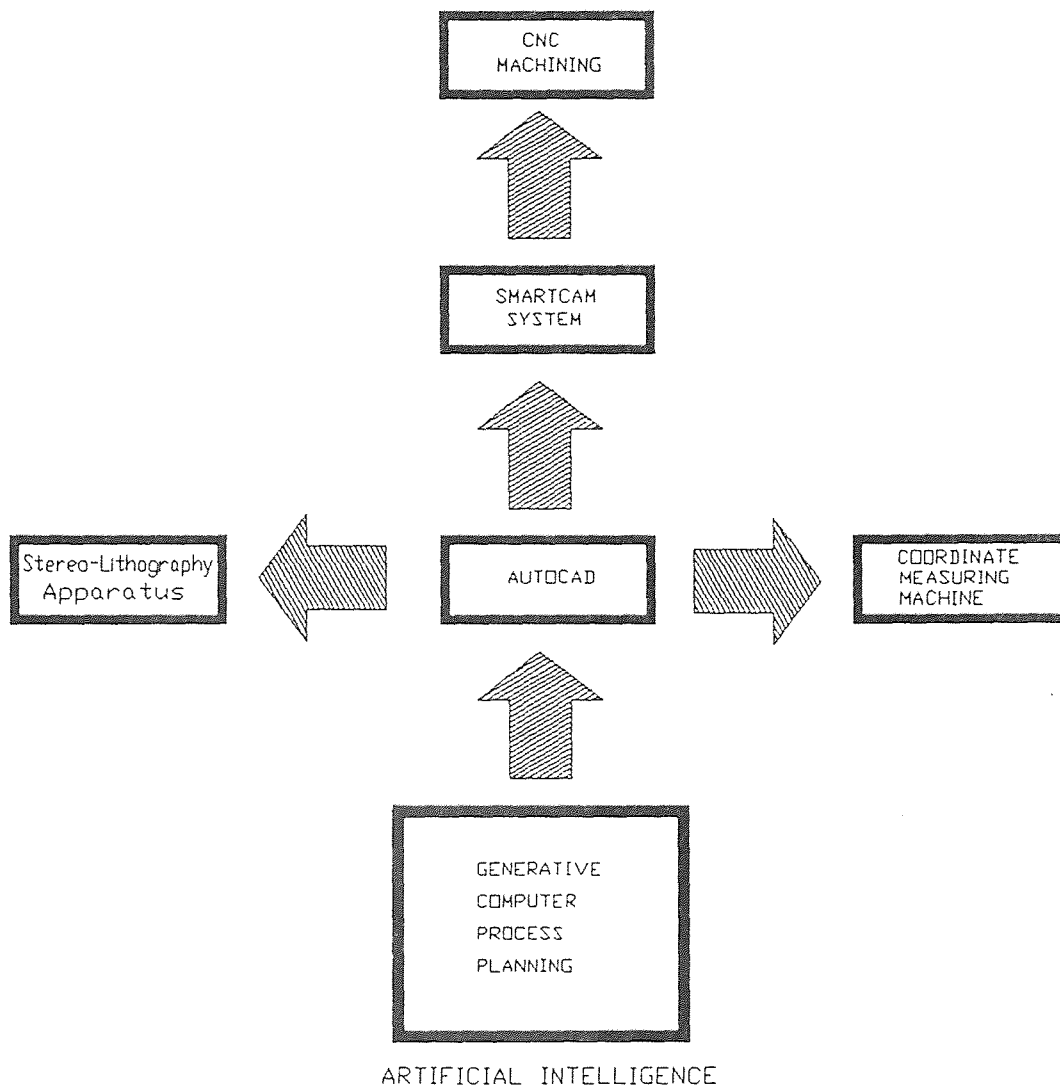 CNC
MACHINING
SMARTCAM
SYSTEM
Stereo-Lithography
Apparatus
AUTOCAD
COORDINATE
MEASURING
MACHINE
GENERATIVE
COMPUTER
PROCESS
PLANNING
ARTIFICIAL INTELLIGENCE